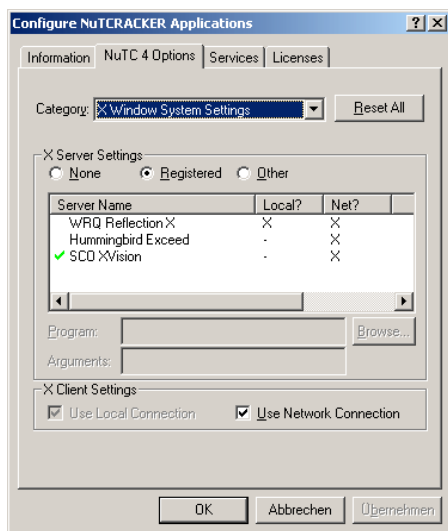 Configure NuTCRACKER Applications
Information NuTC 4 Options Services Licenses
Category: X Window System Settings Reset All
X Server Settings
None Registered Other
Server Name Local? Net?
WRQ Reflection X X X
Hummingbird Exceed - X
SCO XVision - X
Program: Browse...
Arguments:
X Client Settings
Use Local Connection Use Network Connection
OK Abbrechen Übernehmen